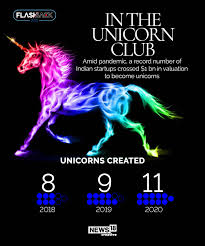 FLASHBACK
IN THE
UNICORN
CLUB
Amid pandemic, a record number of
Indian startups crossed $1 bn in valuation
to become unicorns
UNICORNS CREATED
8 9 11
2018 2019 2020
NEWS18
creative